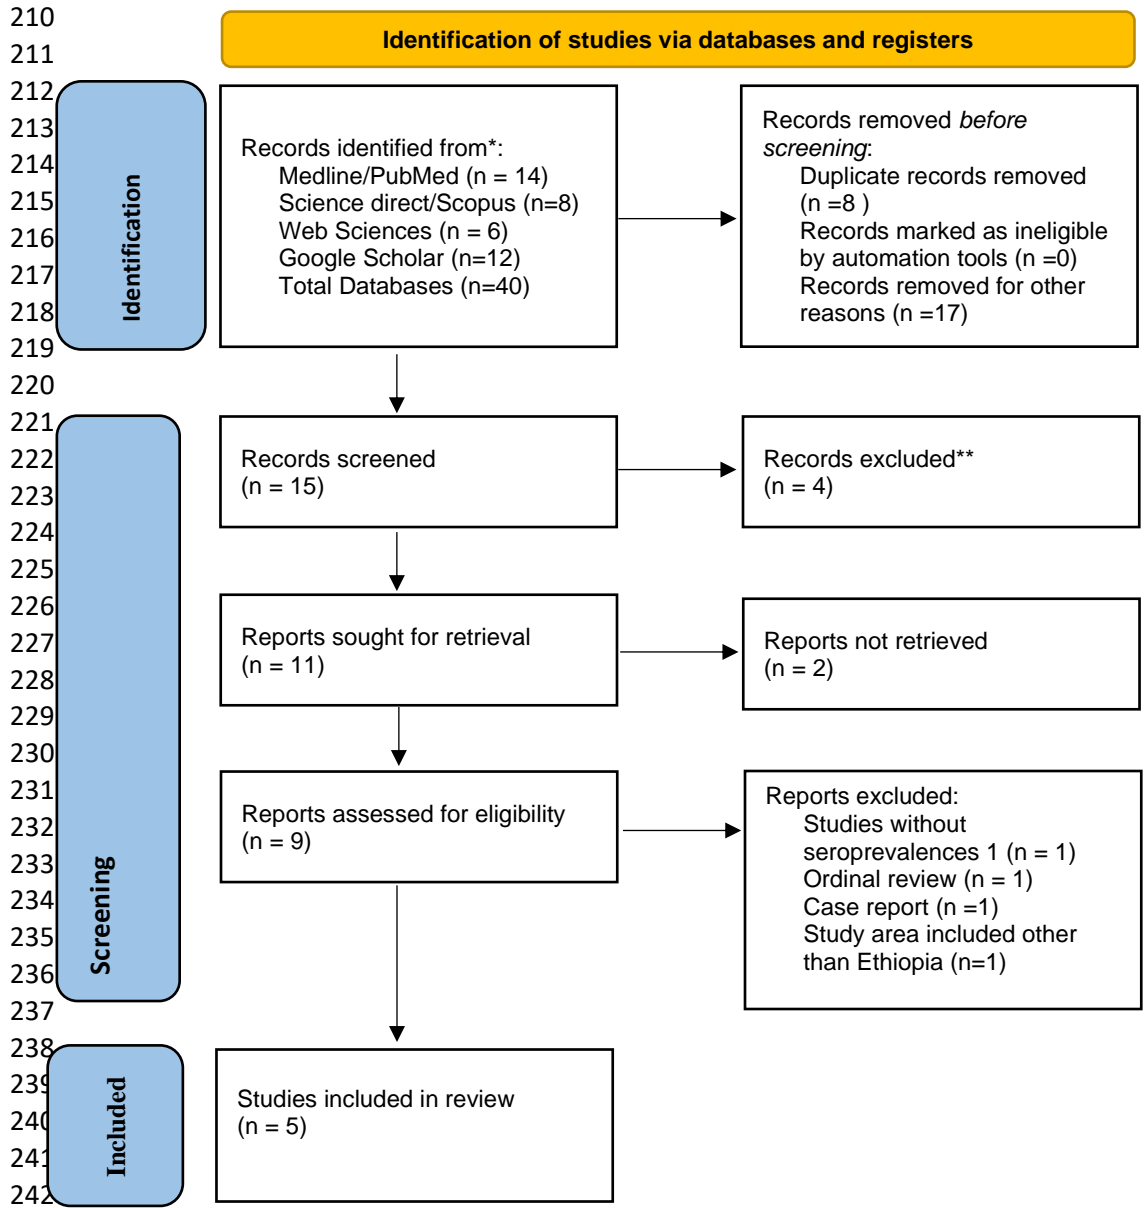 210
211
212
213
214
215
216
217
218
219
220
221
222
223
224
225
226
227
228
229
230
231
232
233
234
235
236
237
238
239
240
241
242
Identification of studies via databases and registers
Identification
Records identified from*:
Medline/PubMed (n = 14)
Science direct/Scopus (n=8)
Web Sciences (n = 6)
Google Scholar (n=12)
Total Databases (n=40)
Records removed before
screening:
Duplicate records removed
(n =8 )
Records marked as ineligible
by automation tools (n =0)
Records removed for other
reasons (n =17)
Screening
Records screened
(n = 15)
Records excluded**
(n = 4)
Reports sought for retrieval
(n = 11)
Reports not retrieved
(n = 2)
Reports assessed for eligibility
(n = 9)
Reports excluded:
Studies without
seroprevalences 1 (n = 1)
Ordinal review (n = 1)
Case report (n =1)
Study area included other
than Ethiopia (n=1)
Included
Studies included in review
(n = 5)